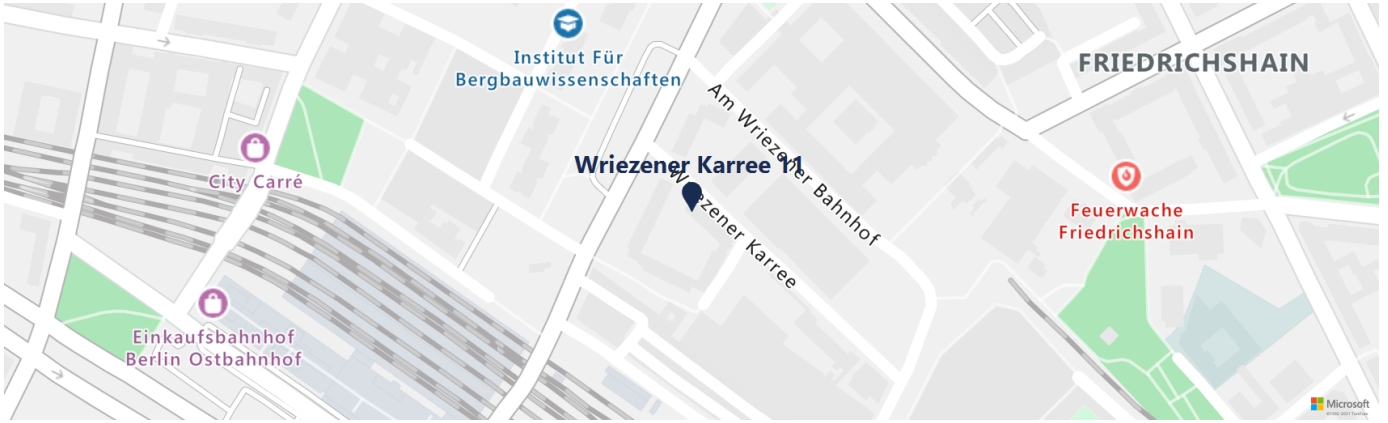 Institut Für
Bergbauwissenschaften
FRIEDRICHSHAIN
Am Wriezener Bahnhof
City Carré
Wriezener Karree 11
Wriezener Karree
Feuerwache
Friedrichshain
Einkaufsbahnhof
Berlin Ostbahnhof
Microsoft